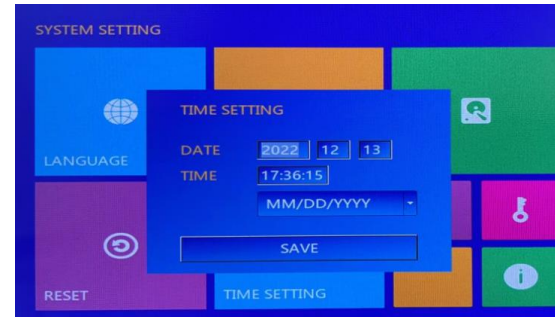 SYSTEM SETTING
TIME SETTING
DATE 2022 12 13
TIME 17:36:15
MM/DD/YYYY
SAVE
LANGUAGE
RESET
TIME SETTING